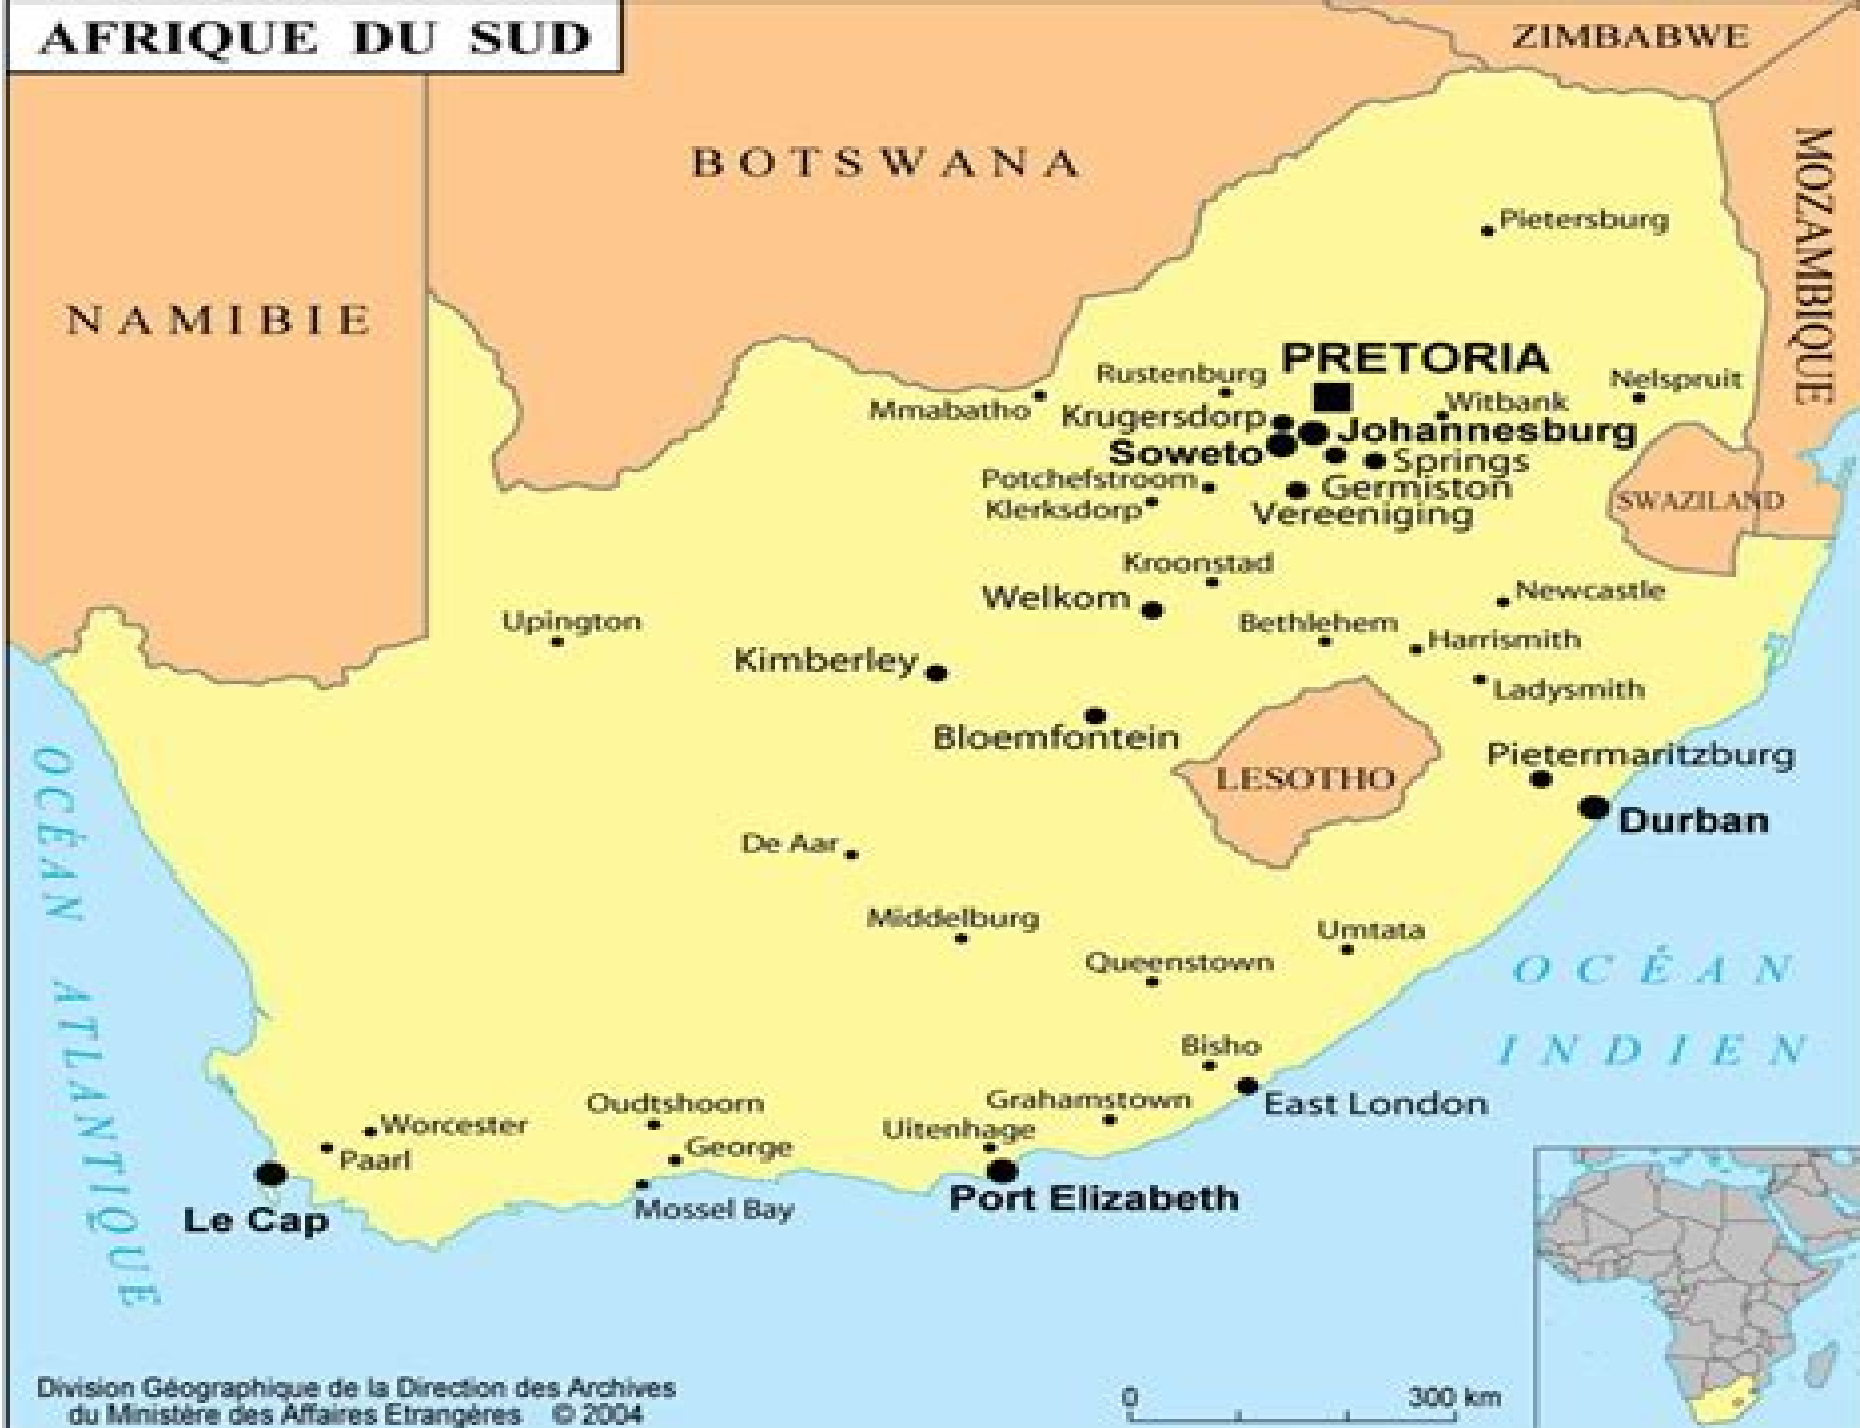 AFRIQUE DU SUD
ZIMBABWE
BOTSWANA
MOZAMBIQUE
NAMIBIE
Pietersburg
PRETORIA
Rustenburg
Nelspruit
Mmabatho
Witbank
Krugersdorp
Johannesburg
Soweto
Springs
Potchefstroom
Germiston
Klerksdorp
Vereeniging
SWAZILAND
Kroonstad
Welkom
Newcastle
Upington
Bethlehem
Harrismith
Kimberley
Ladysmith
Bloemfontein
Pietermaritzburg
LESOTHO
Durban
De Aar
OCÉAN ATLANTIQUE
Middelburg
Umtata
Queenstown
OCÉAN
INDIEN
Bisho
Grahamstown
East London
Oudtshoorn
Worcester
Uitenhage
George
Paarl
Port Elizabeth
Mossel Bay
Le Cap
Division Géographique de la Direction des Archives
du Ministère des Affaires Etrangères © 2004
0 300 km